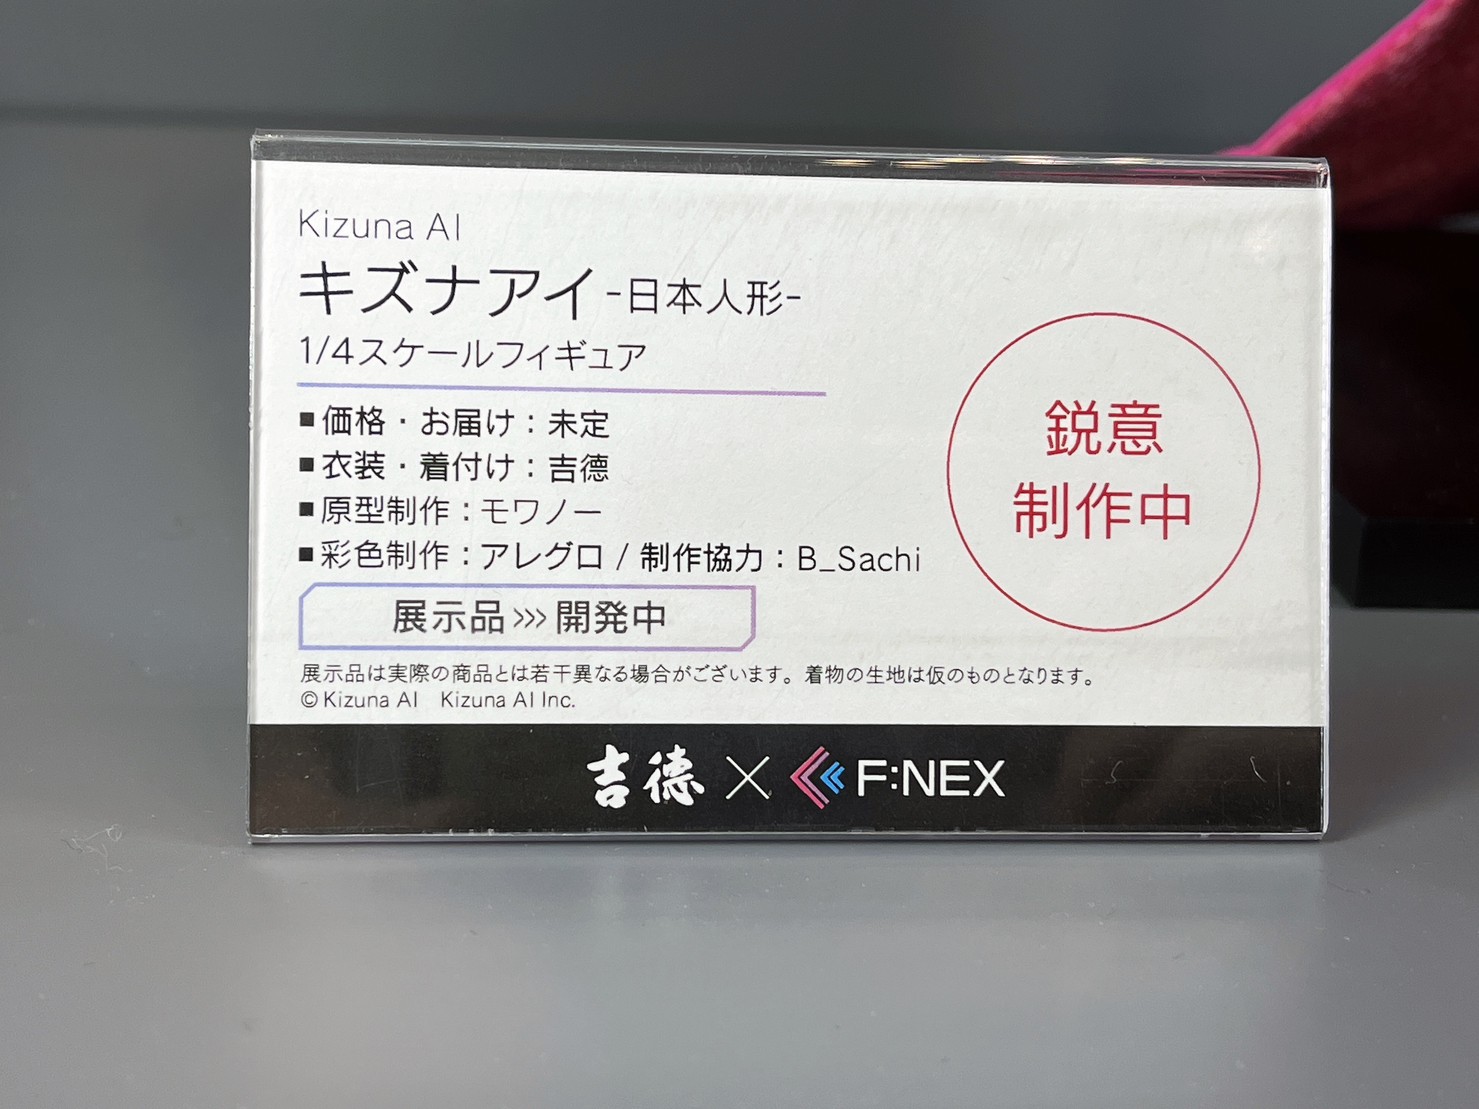 Kizuna AI
キズナアイ -日本人形-
1/4スケールフィギュア
■価格・お届け：未定
■衣装・着付け：吉德
■原型制作：モワノー
■彩色制作：アレグロ / 制作協力：B_Sachi
鋭意
制作中
展示品 >>> 開発中
展示品は実際の商品とは若干異なる場合がございます。着物の生地は仮のものとなります。
©Kizuna AI Kizuna AI Inc.
吉德 × F:NEX